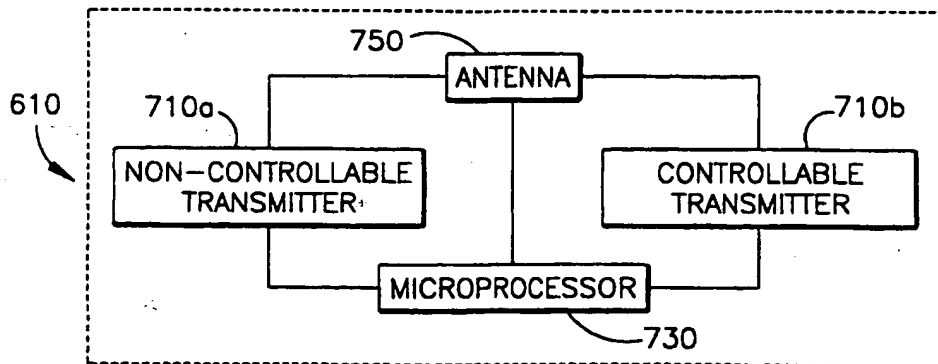 750
ANTENNA
610
710a
710b
NON-CONTROLLABLE
TRANSMITTER
CONTROLLABLE
TRANSMITTER
MICROPROCESSOR
730